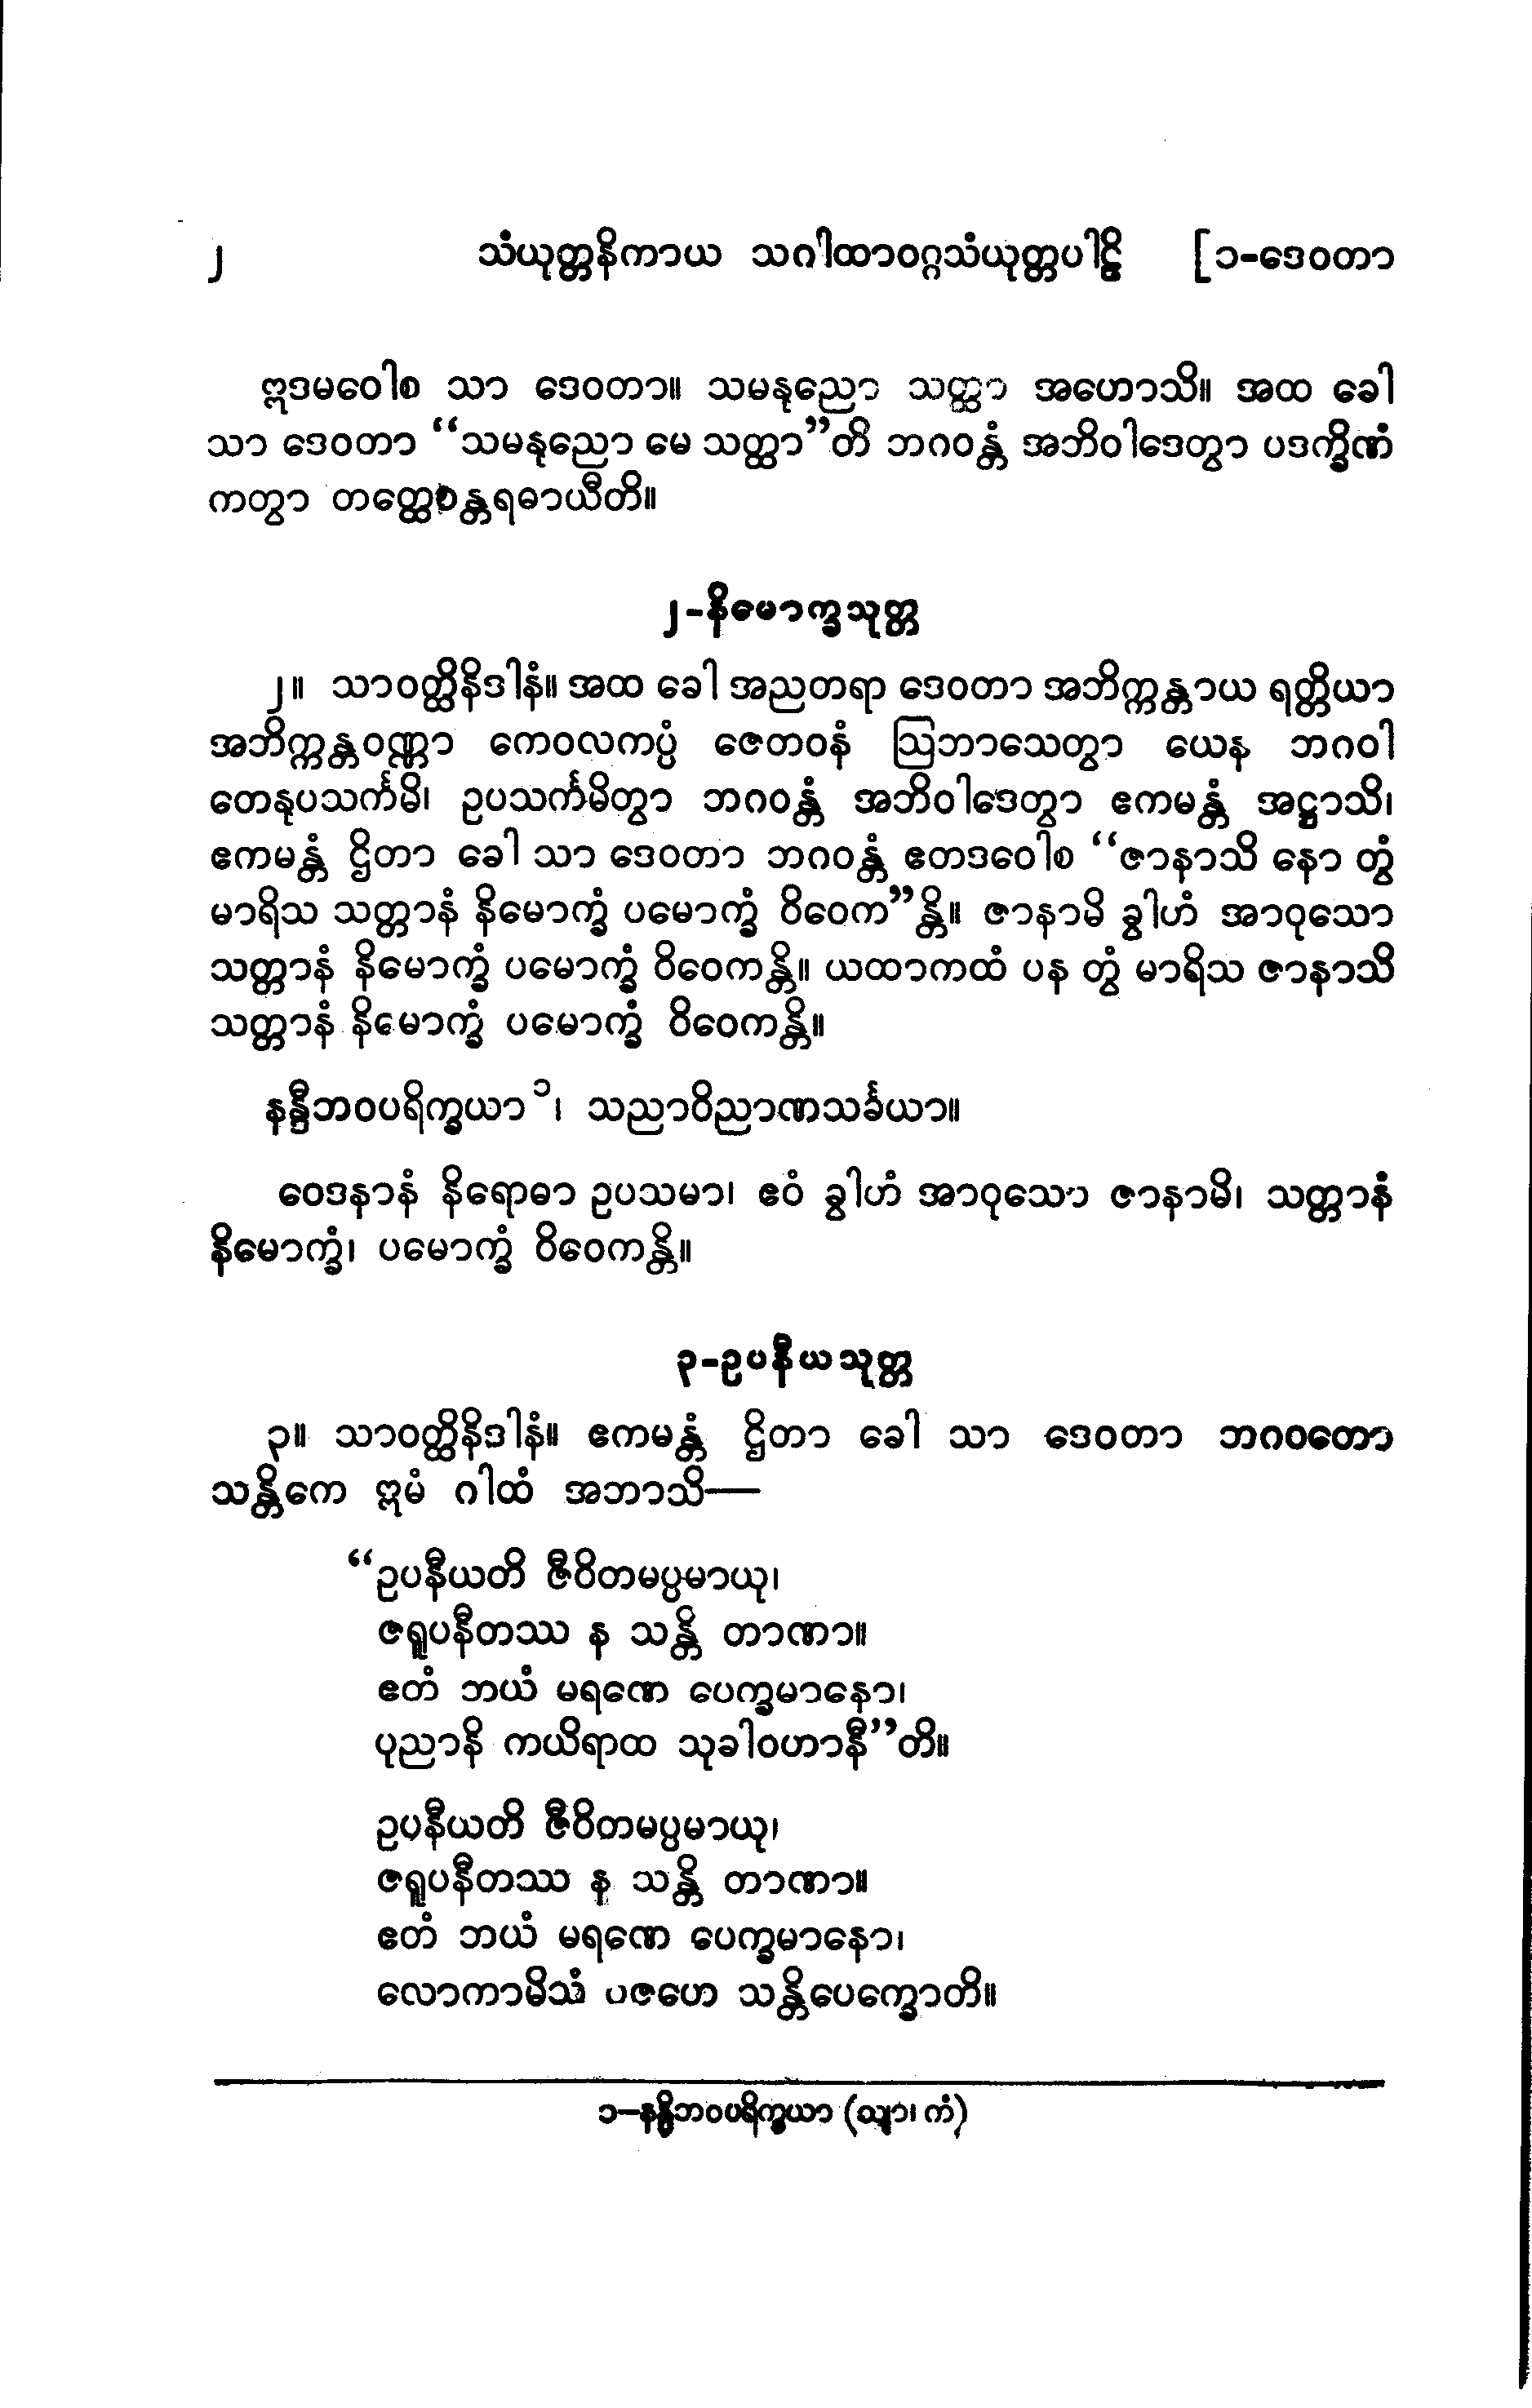 ၂ သံယုတ္တနိကာယ သဂါထာဝဂ္ဂသံယုတ္တပါဠိ [၁-ဒေဝတာ
ဣဒမဝေါစ သာ ဒေဝတာ။ သမနုညော သတ္ထာ အဟောသိ။ အထ ခေါ
သာ ဒေဝတာ “သမနုညော မေ သတ္ထာ”တိ ဘဂဝန္တံ အဘိဝါဒေတွာ ပဒက္ခိဏံ
ကတွာ တတ္ထေဝန္တရဓာယီတိ။
၂-နိမောက္ခသုတ္တ
၂။ သာဝတ္ထိနိဒါနံ။ အထ ခေါ အညတရာ ဒေဝတာ အဘိက္ကန္တာယ ရတ္တိယာ
အဘိက္ကန္တဝဏ္ဏာ ကေဝလကပ္ပံ ဇေတဝနံ ဩဘာသေတွာ ယေန ဘဂဝါ
တေနုပသင်္ကမိ၊ ဥပသင်္ကမိတွာ ဘဂဝန္တံ အဘိဝါဒေတွာ ဧကမန္တံ အဋ္ဌာသိ၊
ဧကမန္တံ ဌိတာ ခေါ သာ ဒေဝတာ ဘဂဝန္တံ ဧတဒဝေါစ “ဇာနာသိ နော တွံ
မာရိသ သတ္တာနံ နိမောက္ခံ ပမောက္ခံ ဝိဝေက”န္တိ။ ဇာနာမိ ခွါဟံ အာဝုသော
သတ္တာနံ နိမောက္ခံ ပမောက္ခံ ဝိဝေကန္တိ။ ယထာကထံ ပန တွံ မာရိသ ဇာနာသိ
သတ္တာနံ နိမောက္ခံ ပမောက္ခံ ဝိဝေကန္တိ။
နန္ဒီဘဝပရိက္ခယာ ၁၊ သညာဝိညာဏသင်္ခယာ။
ဝေဒနာနံ နိရောဓာ ဥပသမာ၊ ဧဝံ ခွါဟံ အာဝုသော ဇာနာမိ၊ သတ္တာနံ
နိမောက္ခံ၊ ပမောက္ခံ ဝိဝေကန္တိ။
၃-ဥပနီယသုတ္တ
၃။ သာဝတ္ထိနိဒါနံ။ ဧကမန္တံ ဌိတာ ခေါ သာ ဒေဝတာ ဘဂဝတော
သန္တိကေ ဣမံ ဂါထံ အဘာသိ—
“ဥပနီယတိ ဇီဝိတမပ္ပမာယု၊
ဇရူပနီတဿ န သန္တိ တာဏာ။
ဧတံ ဘယံ မရဏေ ပေက္ခမာနော၊
ပုညာနိ ကယိရာထ သုခါဝဟာနီ”တိ။
ဥပနီယတိ ဇီဝိတမပ္ပမာယု၊
ဇရူပနီတဿ န သန္တိ တာဏာ။
ဧတံ ဘယံ မရဏေ ပေက္ခမာနော၊
လောကာမိသံ ပဇဟေ သန္တိပေက္ခောတိ။
၁—နန္ဒိဘဝပရိက္ခယာ (သျာ၊ ကံ)